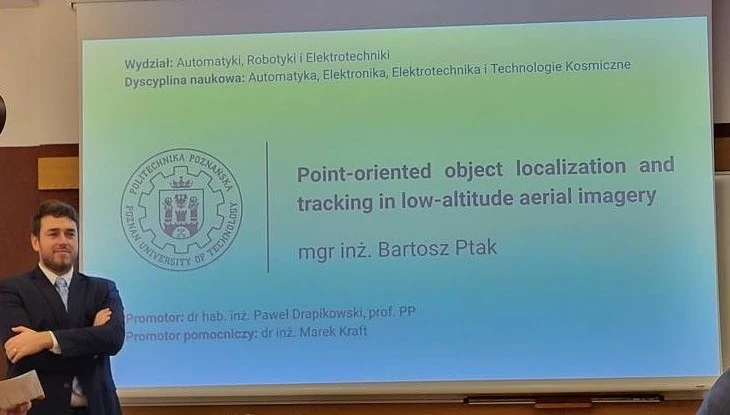 Wydział: Automatyki, Robotyki i Elektrotechniki
Dyscyplina naukowa: Automatyka, Elektronika, Elektrotechnika i Technologie Kosmiczne
POLITECHNIKA POZNAŃSKA
POZNAN UNIVERSITY OF TECHNOLOGY
Point-oriented object localization and
tracking in low-altitude aerial imagery
mgr inż. Bartosz Ptak
Promotor: dr hab. inż. Paweł Drapikowski, prof. PP
Promotor pomocniczy: dr inż. Marek Kraft